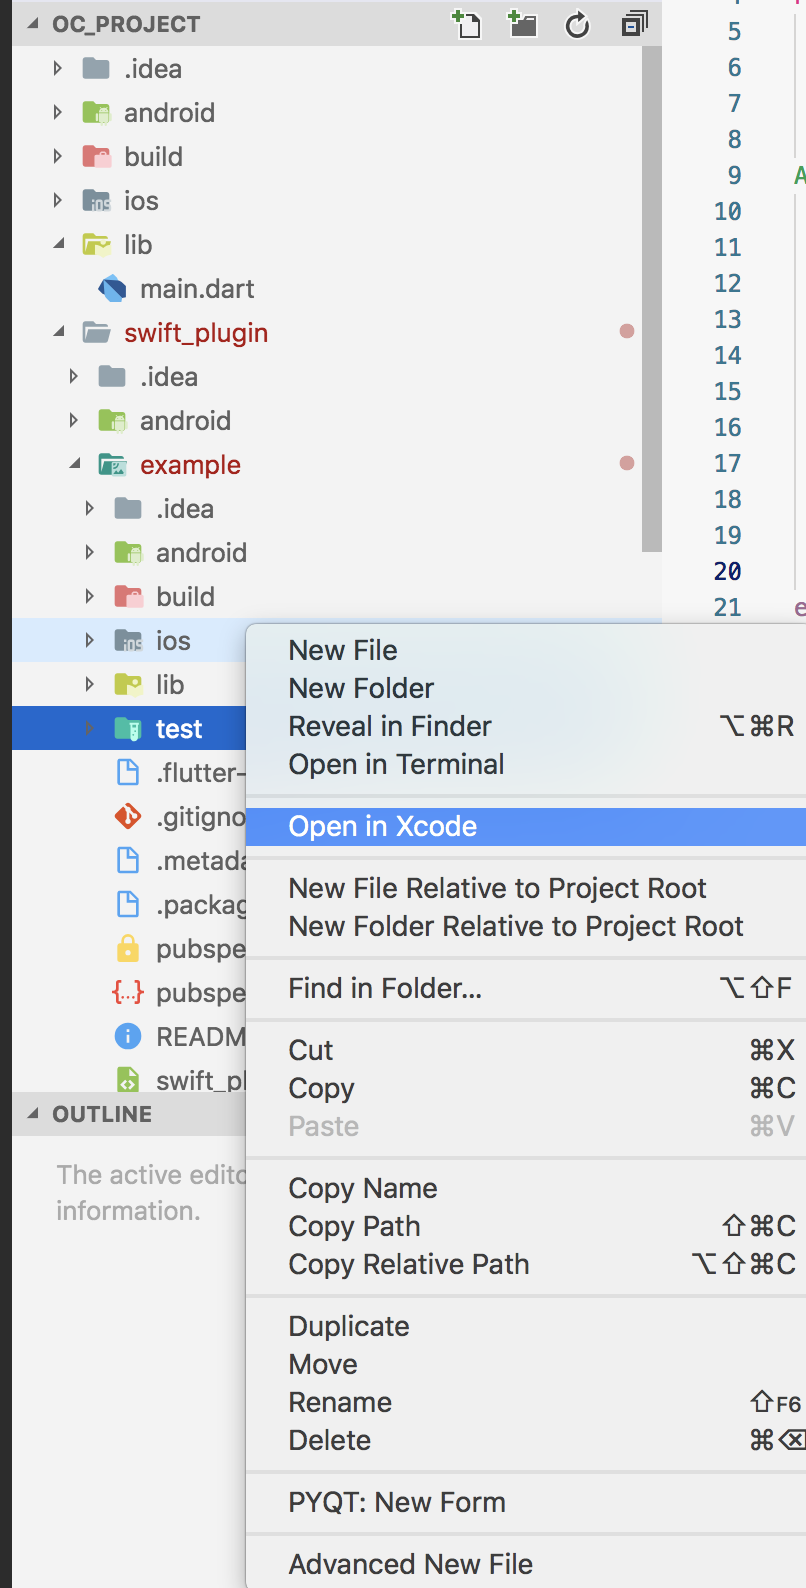 OC_PROJECT
.idea
android
build
ios
lib
main.dart
swift_plugin
.idea
android
example
.idea
android
build
ios
lib
test
.flutter-
.gitigno
.metada
.packag
pubspe
pubspe
READM
swift_pl
OUTLINE
The active edito
information.
5
6
7
8
9 A
10
11
12
13
14
15
16
17
18
19
20
21 e
New File
New Folder
Reveal in Finder ⌥⌘R
Open in Terminal
Open in Xcode
New File Relative to Project Root
New Folder Relative to Project Root
Find in Folder... ⌥⇧F
Cut ⌘X
Copy ⌘C
Paste ⌘V
Copy Name
Copy Path ⇧⌘C
Copy Relative Path ⌥⇧⌘C
Duplicate
Move
Rename ⇧F6
Delete ⌘⌫
PYQT: New Form
Advanced New File